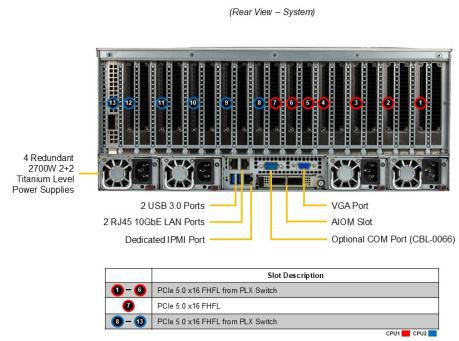 (Rear View – System)
13 12 11 10 9 8 7 6 5 4 3 2 1
4 Redundant
2700W 2+2
Titanium Level
Power Supplies
2 USB 3.0 Ports
VGA Port
2 RJ45 10GbE LAN Ports
AIOM Slot
Dedicated IPMI Port
Optional COM Port (CBL-0066)
Slot Description
1 – 6 PCIe 5.0 x16 FHFL from PLX Switch
7 PCIe 5.0 x16 FHFL
8 – 13 PCIe 5.0 x16 FHFL from PLX Switch
CPU1 CPU2